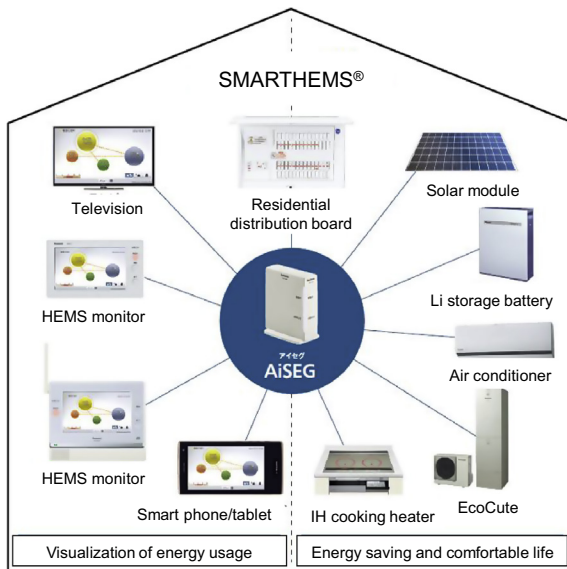 SMARTHEMS®
Television
Residential
distribution board
Solar module
HEMS monitor
Li storage battery
アイセグ
AiSEG
Air conditioner
HEMS monitor
Smart phone/tablet
IH cooking heater
EcoCute
Visualization of energy usage
Energy saving and comfortable life